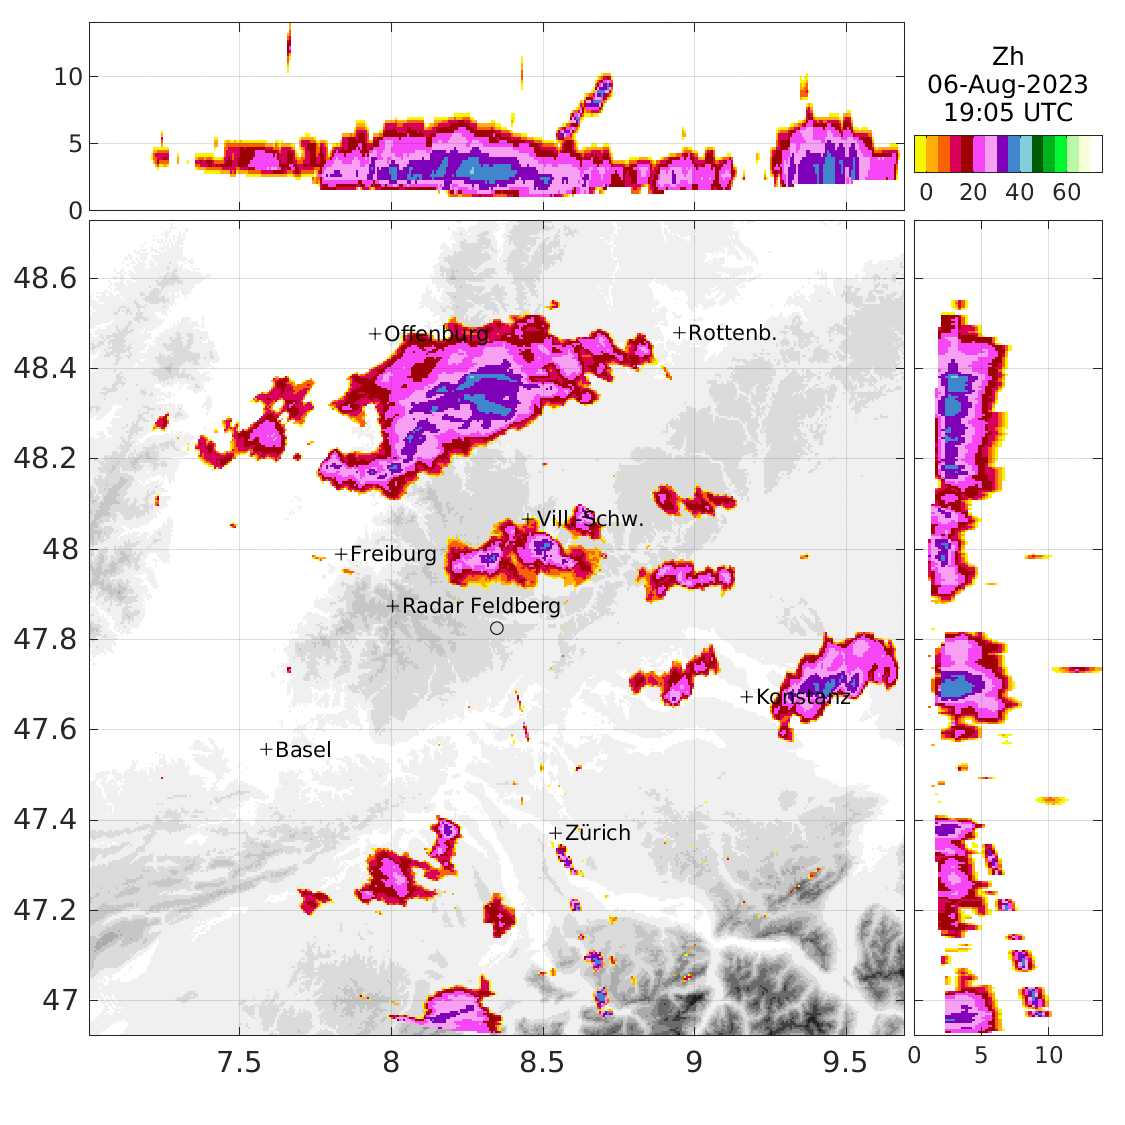 10
5
0
Zh
06-Aug-2023
19:05 UTC
0 20 40 60
48.6
48.4
48.2
48
47.8
47.6
47.4
47.2
47
+Offenburg
+Rottenb.
+Vill.-Schw.
+Freiburg
+Radar Feldberg
+Konstanz
+Basel
+Zürich
7.5 8 8.5 9 9.5
0 5 10